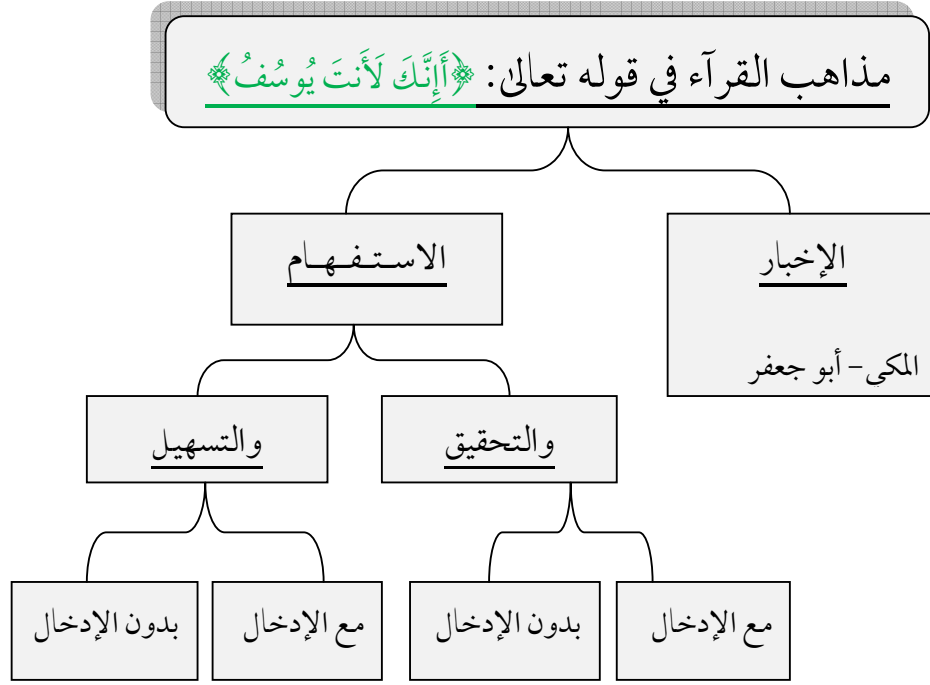 مذاهب القرآء في قوله تعالىٰ: ﴿أَإِنَّكَ لَأَنتَ يُوسُفُ﴾
الإخبار
المكي – أبو جعفر
الاسـتـفـهـام
والتحقيق
والتسهيل
مع الإدخال
بدون الإدخال
مع الإدخال
بدون الإدخال